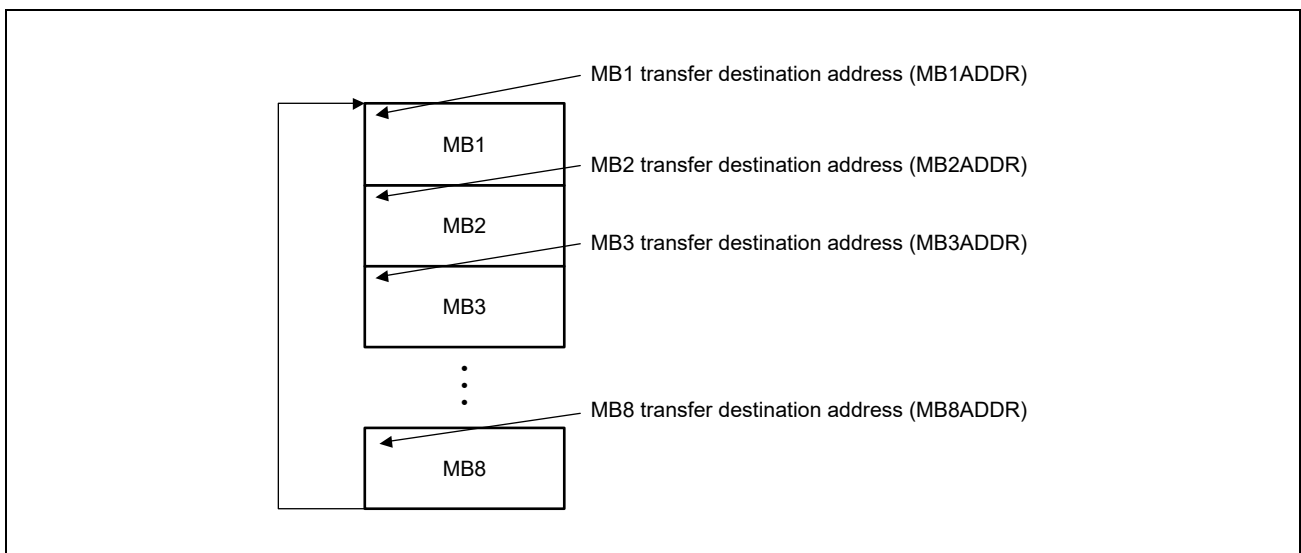 MB1 transfer destination address (MB1ADDR)
MB1
MB2 transfer destination address (MB2ADDR)
MB2
MB3 transfer destination address (MB3ADDR)
MB3
MB8 transfer destination address (MB8ADDR)
MB8